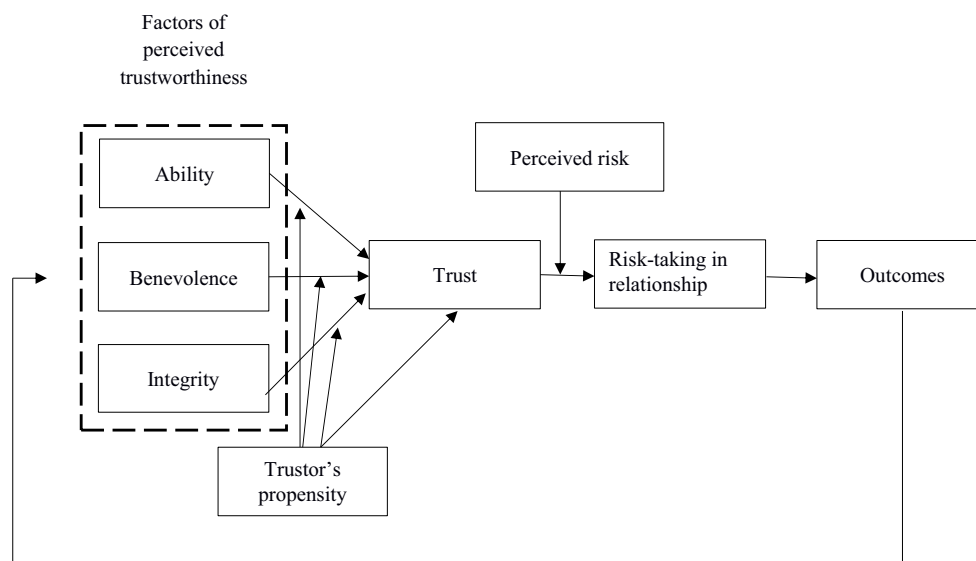 Factors of
perceived
trustworthiness
Ability
Perceived risk
Benevolence
Trust
Risk-taking in
relationship
Outcomes
Integrity
Trustor’s
propensity